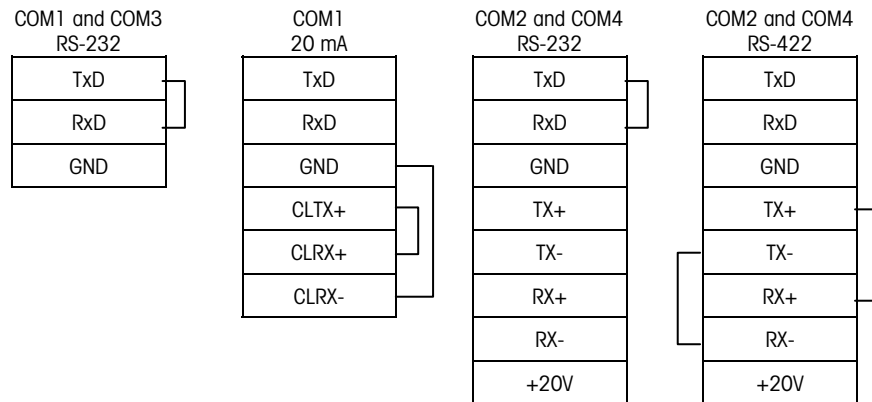 COM1 and COM3
RS-232
TxD
RxD
GND
COM1
20 mA
TxD
RxD
GND
CLTX+
CLRX+
CLRX-
COM2 and COM4
RS-232
TxD
RxD
GND
TX+
TX-
RX+
RX-
+20V
COM2 and COM4
RS-422
TxD
RxD
GND
TX+
TX-
RX+
RX-
+20V